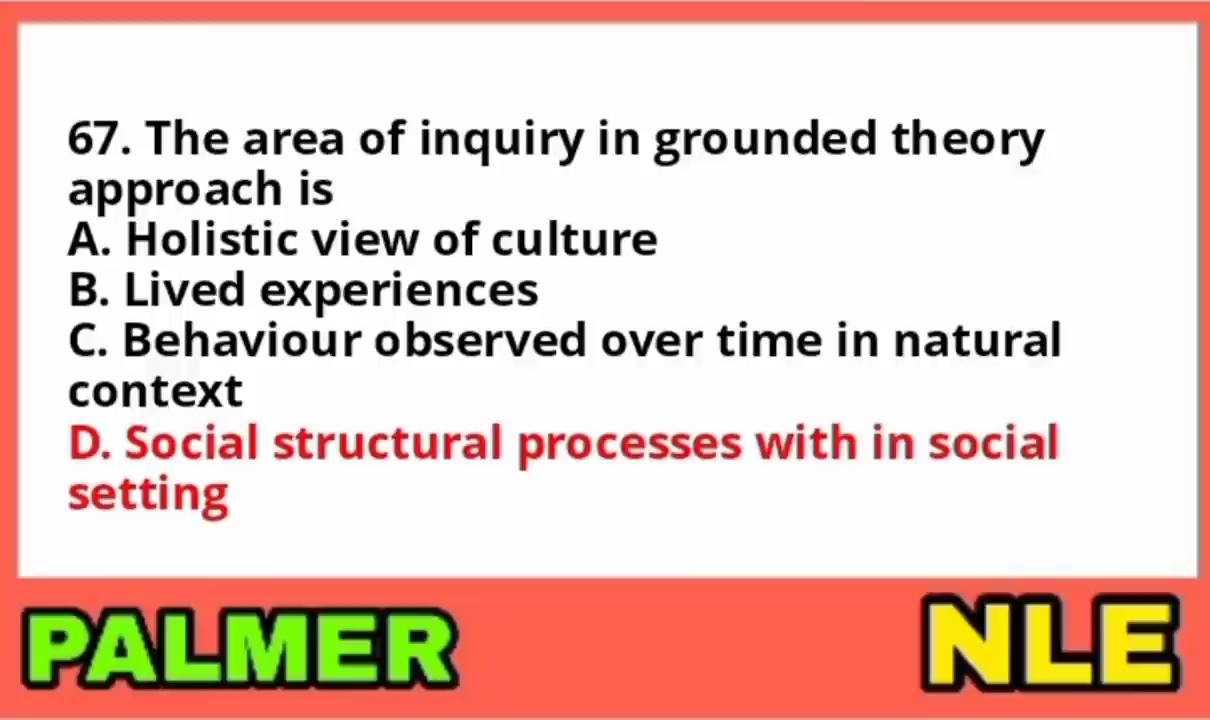 67. The area of inquiry in grounded theory
approach is
A. Holistic view of culture
B. Lived experiences
C. Behaviour observed over time in natural
context
D. Social structural processes with in social
setting
PALMER
NLE